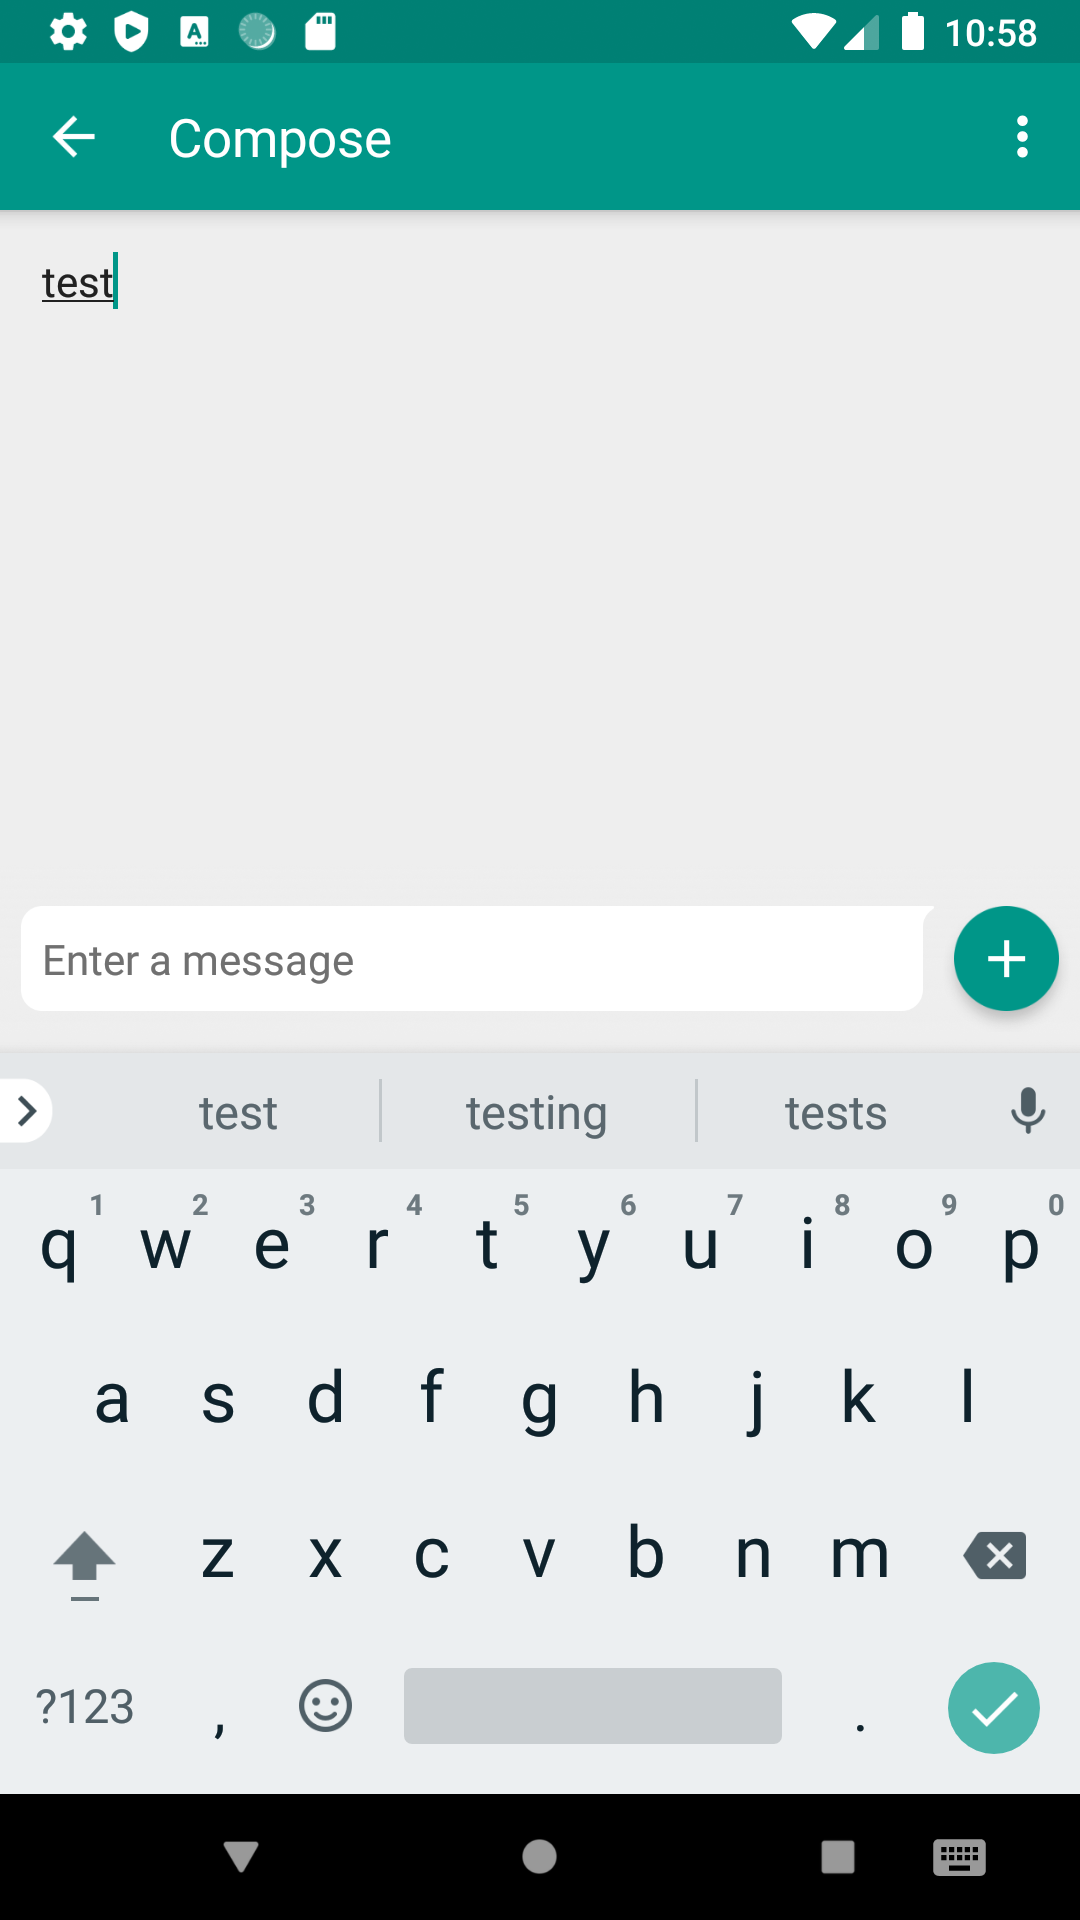 10:58
Compose
test
Enter a message
test testing tests
1 2 3 4 5 6 7 8 9 0
q w e r t y u i o p
a s d f g h j k l
z x c v b n m
?123 , .